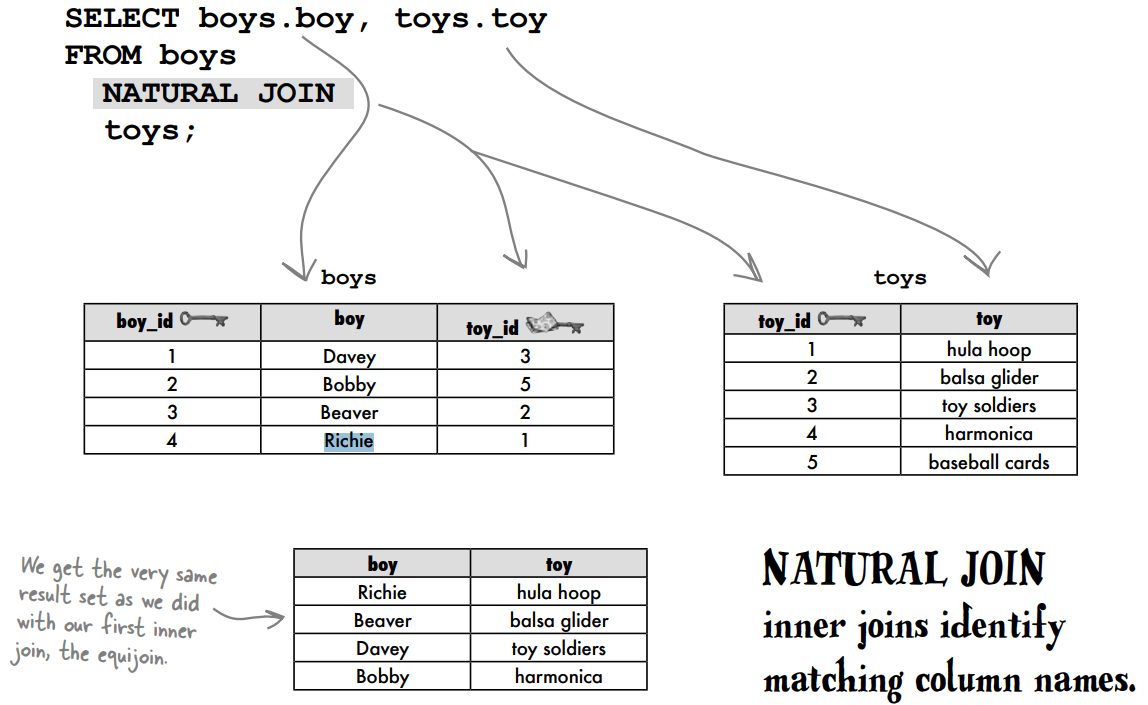 SELECT boys.boy, toys.toy
FROM boys
NATURAL JOIN
toys;
boys
boy_id boy toy_id
1 Davey 3
2 Bobby 5
3 Beaver 2
4 Richie 1
toys
toy_id toy
1 hula hoop
2 balsa glider
3 toy soldiers
4 harmonica
5 baseball cards
We get the very same
result set as we did
with our first inner
join, the equijoin.
boy toy
Richie hula hoop
Beaver balsa glider
Davey toy soldiers
Bobby harmonica
NATURAL JOIN
inner joins identify
matching column names.